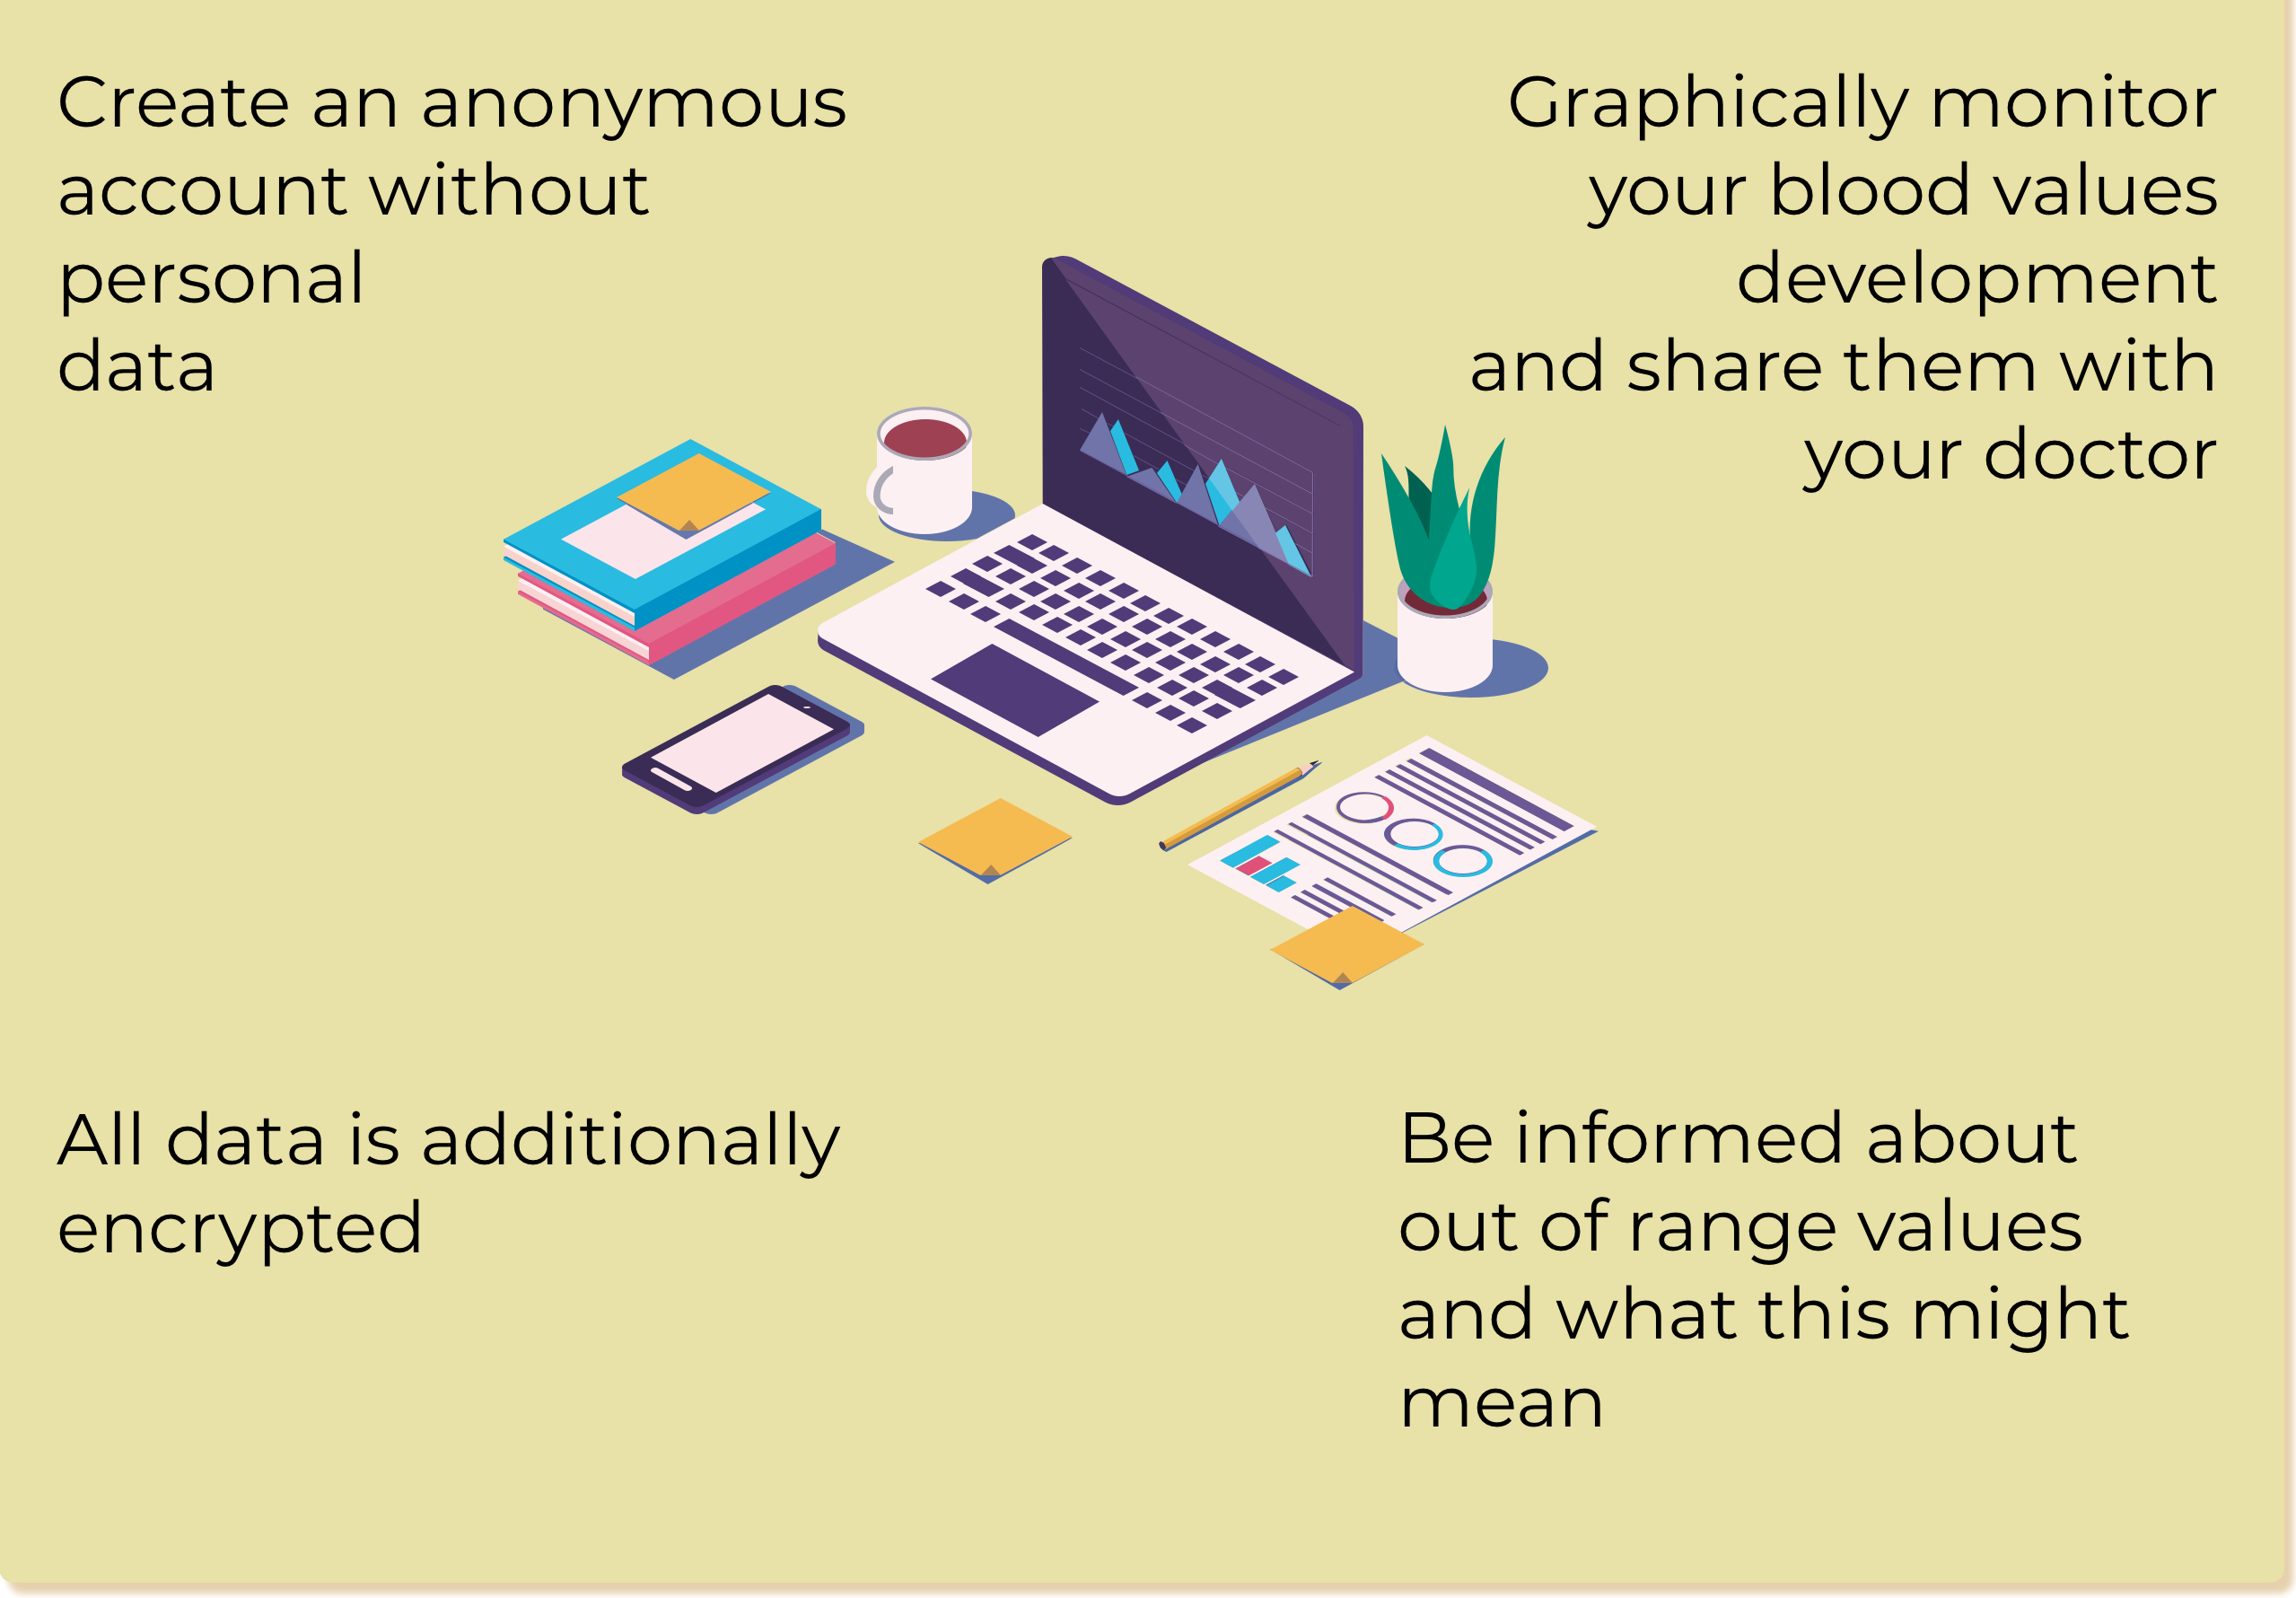 Create an anonymous
account without
personal
data
Graphically monitor
your blood values
development
and share them with
your doctor
All data is additionally
encrypted
Be informed about
out of range values
and what this might
mean